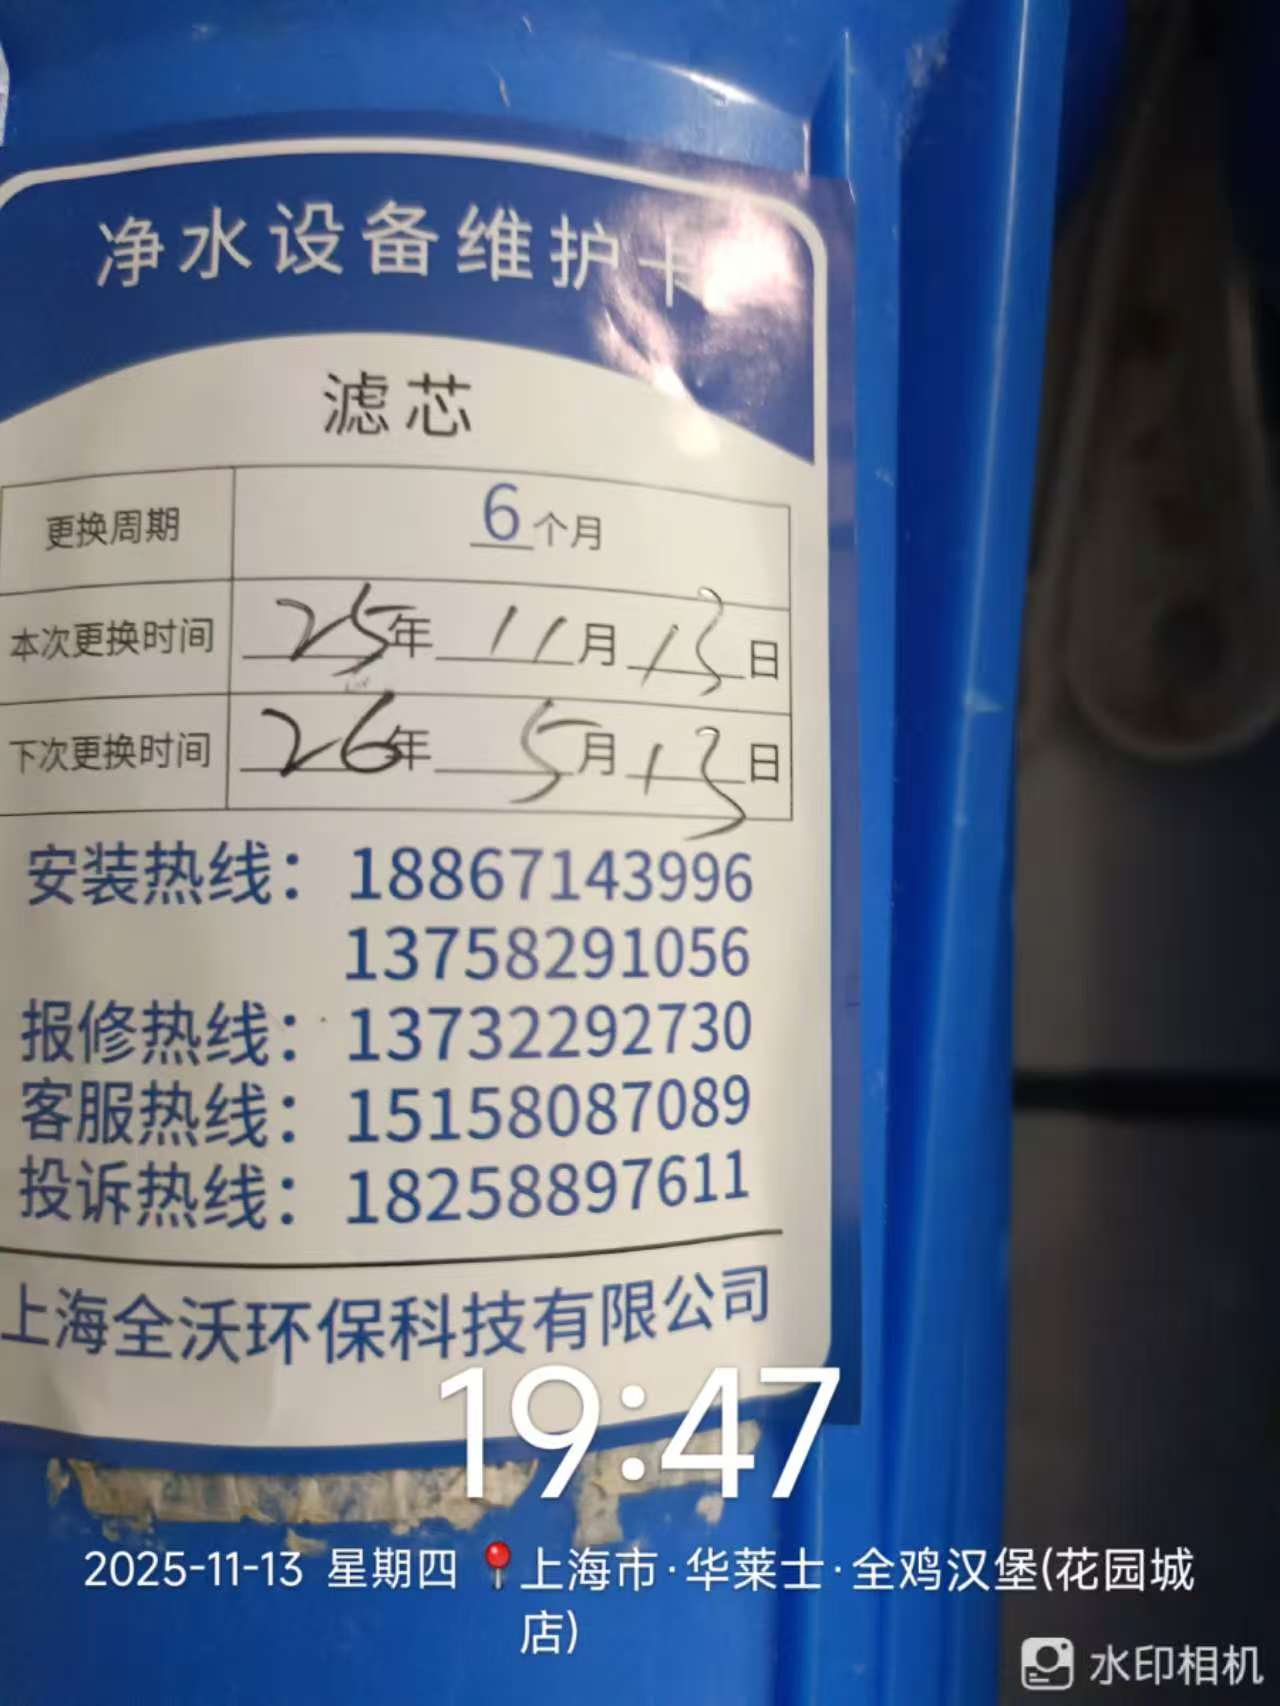 净水设备维护卡
滤芯
更换周期 6个月
本次更换时间 25年 11月 13日
下次更换时间 26年 5月 13日
安装热线：18867143996
13758291056
报修热线：13732292730
客服热线：15158087089
投诉热线：18258897611
上海全沃环保科技有限公司
19:47
2025-11-13 星期四 上海市·华莱士·全鸡汉堡(花园城
店)
水印相机